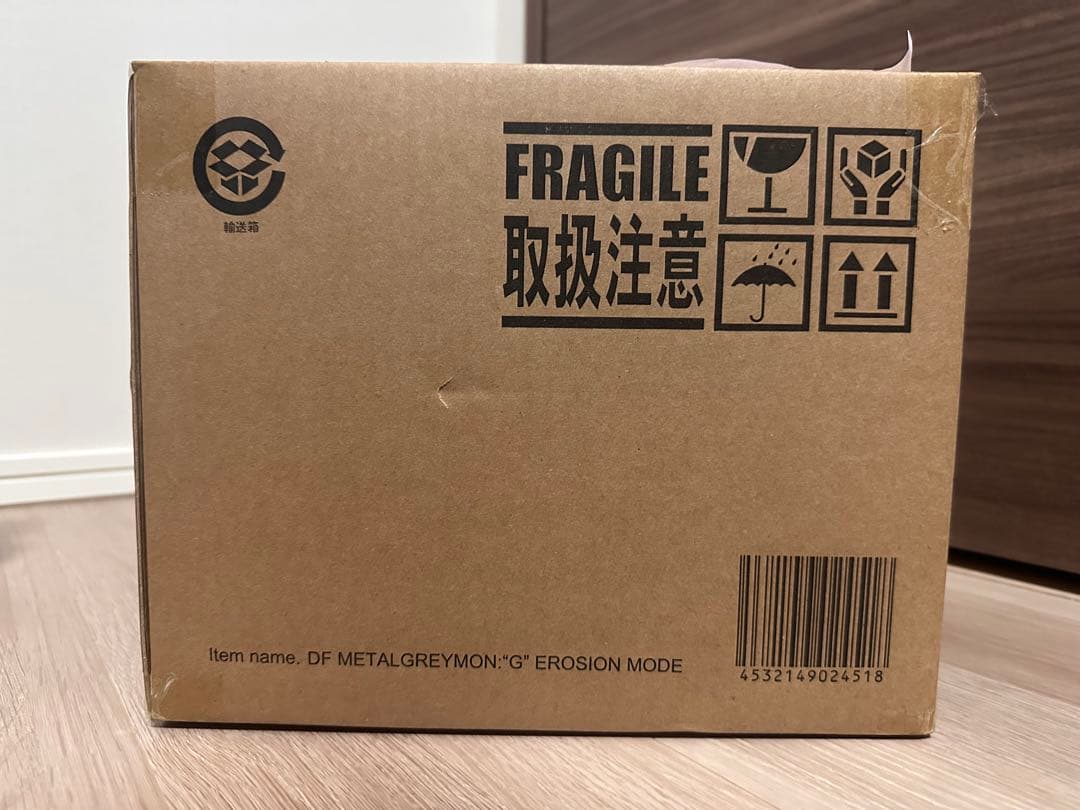 輸送箱
FRAGILE
取扱注意
Item name. DF METALGREYMON:“G” EROSION MODE
4532149024518